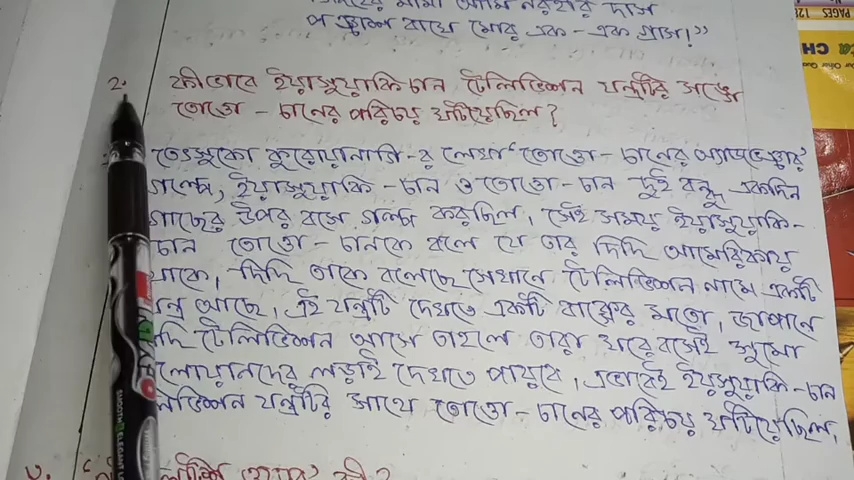 পঞ্চাশ বাঘে মোর এক-এক গ্রাস!”
২. কীভাবে ইয়াসুয়াকি চান টেলিভিশন যন্ত্রটির সঙ্গে
তোত্তো-চানের পরিচয় ঘটিয়েছিল?
তেৎসুকো কুরোয়ানাগি-র লেখা ‘তোত্তো-চানের অ্যাডভেঞ্চার’
গল্পে, ইয়াসুয়াকি-চান ও তোত্তো-চান দুই বন্ধু একদিন
গাছের উপর বসে গল্প করছিল, সেই সময় ইয়াসুয়াকি-
চান তোত্তো-চানকে বলে যে তার দিদি আমেরিকায়
থাকে, দিদি তাকে বলেছে সেখানে টেলিভিশন নামে একটি
যন্ত্র আছে, এই যন্ত্রটি দেখতে একটি বাক্সের মতো, জাপানে
যদি টেলিভিশন আসে তাহলে তারা ঘরে বসেই সুমো
পালোয়ানদের লড়াই দেখতে পারবে, এভাবেই ইয়াসুয়াকি-চান
টেলিভিশন যন্ত্রটির সাথে তোত্তো-চানের পরিচয় ঘটিয়েছিল,
৩.